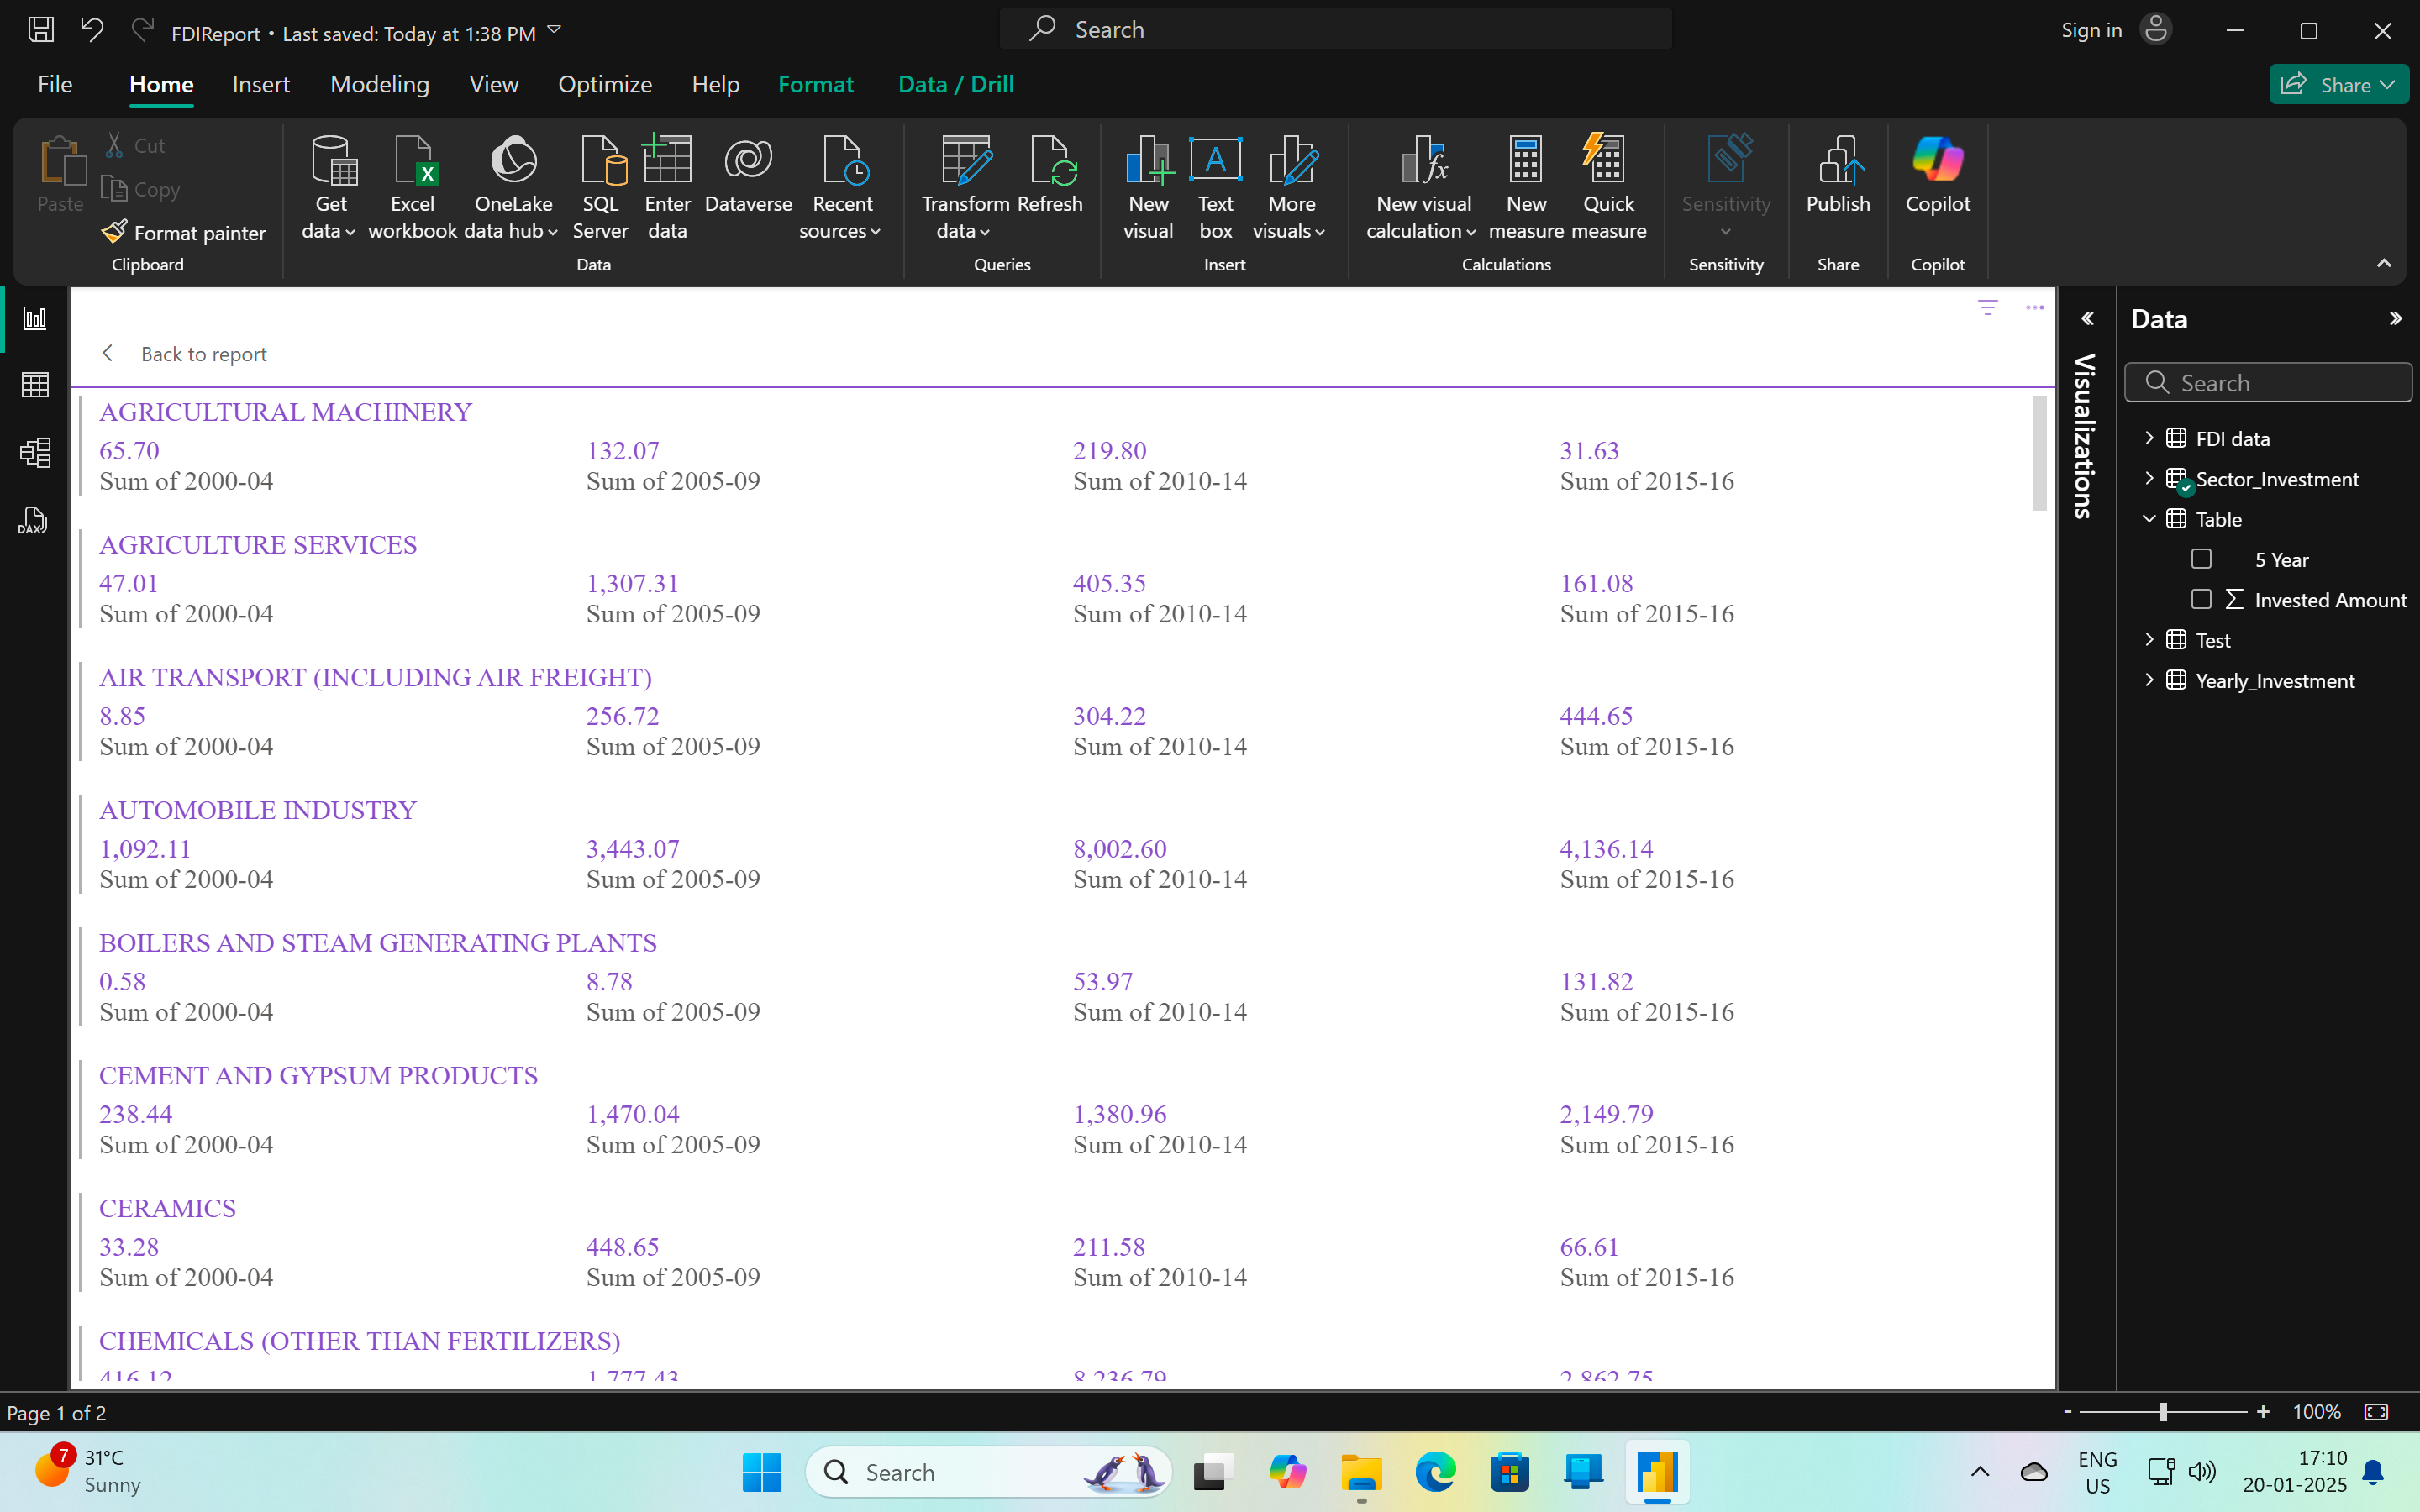 FDIReport • Last saved: Today at 1:38 PM
Search
Sign in
File Home Insert Modeling View Optimize Help Format Data / Drill
Share
Paste
Cut
Copy
Format painter
Clipboard
Get data
Excel workbook
OneLake data hub
SQL Server
Enter data
Dataverse
Recent sources
Data
Transform data
Refresh
Queries
New visual
Text box
More visuals
Insert
New visual calculation
New measure
Quick measure
Calculations
Sensitivity
Sensitivity
Publish
Share
Copilot
Copilot
DAX
Back to report
AGRICULTURAL MACHINERY
65.70 132.07 219.80 31.63
Sum of 2000-04 Sum of 2005-09 Sum of 2010-14 Sum of 2015-16
AGRICULTURE SERVICES
47.01 1,307.31 405.35 161.08
Sum of 2000-04 Sum of 2005-09 Sum of 2010-14 Sum of 2015-16
AIR TRANSPORT (INCLUDING AIR FREIGHT)
8.85 256.72 304.22 444.65
Sum of 2000-04 Sum of 2005-09 Sum of 2010-14 Sum of 2015-16
AUTOMOBILE INDUSTRY
1,092.11 3,443.07 8,002.60 4,136.14
Sum of 2000-04 Sum of 2005-09 Sum of 2010-14 Sum of 2015-16
BOILERS AND STEAM GENERATING PLANTS
0.58 8.78 53.97 131.82
Sum of 2000-04 Sum of 2005-09 Sum of 2010-14 Sum of 2015-16
CEMENT AND GYPSUM PRODUCTS
238.44 1,470.04 1,380.96 2,149.79
Sum of 2000-04 Sum of 2005-09 Sum of 2010-14 Sum of 2015-16
CERAMICS
33.28 448.65 211.58 66.61
Sum of 2000-04 Sum of 2005-09 Sum of 2010-14 Sum of 2015-16
CHEMICALS (OTHER THAN FERTILIZERS)
416.12 1,777.43 8,236.79 2,862.75
Visualizations
Data
Search
FDI data
Sector_Investment
Table
5 Year
Invested Amount
Test
Yearly_Investment
Page 1 of 2
- + 100%
7
31°C
Sunny
Search
ENG
US
17:10
20-01-2025